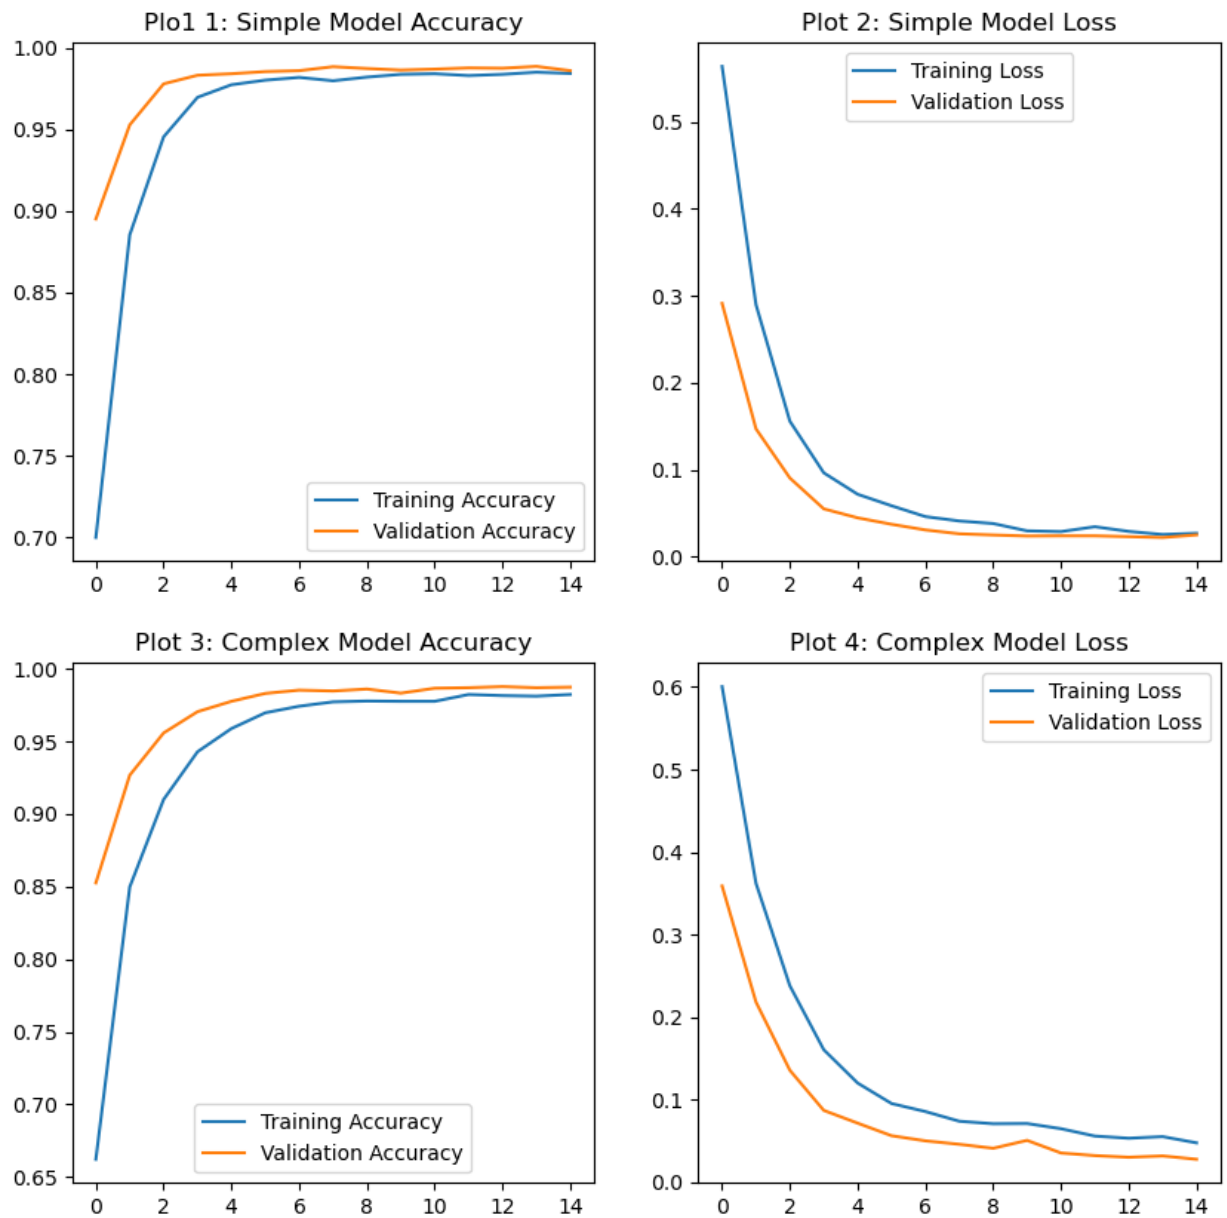 Plo1 1: Simple Model Accuracy
1.00
0.95
0.90
0.85
0.80
0.75
0.70
Training Accuracy
Validation Accuracy
0 2 4 6 8 10 12 14
Plot 2: Simple Model Loss
Training Loss
Validation Loss
0.5
0.4
0.3
0.2
0.1
0.0
0 2 4 6 8 10 12 14
Plot 3: Complex Model Accuracy
1.00
0.95
0.90
0.85
0.80
0.75
0.70
0.65
Training Accuracy
Validation Accuracy
0 2 4 6 8 10 12 14
Plot 4: Complex Model Loss
0.6
Training Loss
Validation Loss
0.5
0.4
0.3
0.2
0.1
0.0
0 2 4 6 8 10 12 14